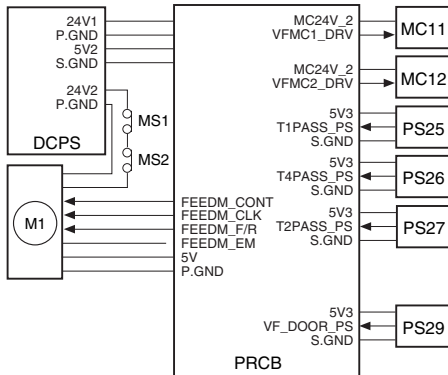 24V1
P.GND
5V2
S.GND
24V2
P.GND
DCPS
MS1
MS2
M1
FEEDM_CONT
FEEDM_CLK
FEEDM_F/R
FEEDM_EM
5V
P.GND
PRCB
MC24V_2
VFMC1_DRV
MC11
MC24V_2
VFMC2_DRV
MC12
5V3
T1PASS_PS
S.GND
PS25
5V3
T4PASS_PS
S.GND
PS26
5V3
T2PASS_PS
S.GND
PS27
5V3
VF_DOOR_PS
S.GND
PS29